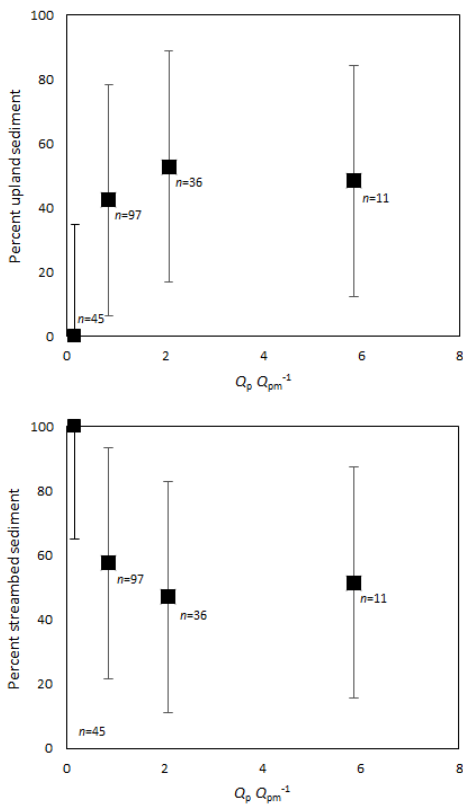 Percent upland sediment
100
80
60
40
20
0
n=36
n=11
n=97
n=45
0 2 4 6 8
Qp Qpm-1
Percent streambed sediment
100
80
60
40
20
0
n=97
n=11
n=36
n=45
0 2 4 6 8
Qp Qpm-1